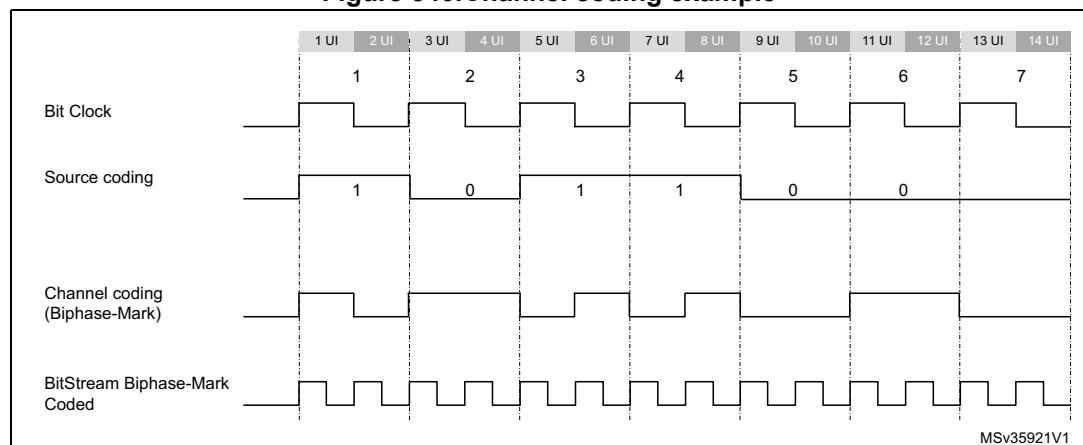 1 UI 2 UI 3 UI 4 UI 5 UI 6 UI 7 UI 8 UI 9 UI 10 UI 11 UI 12 UI 13 UI 14 UI
1 2 3 4 5 6 7
Bit Clock
Source coding
1 0 1 1 0 0
Channel coding
(Biphase-Mark)
BitStream Biphase-Mark
Coded
MSv35921V1